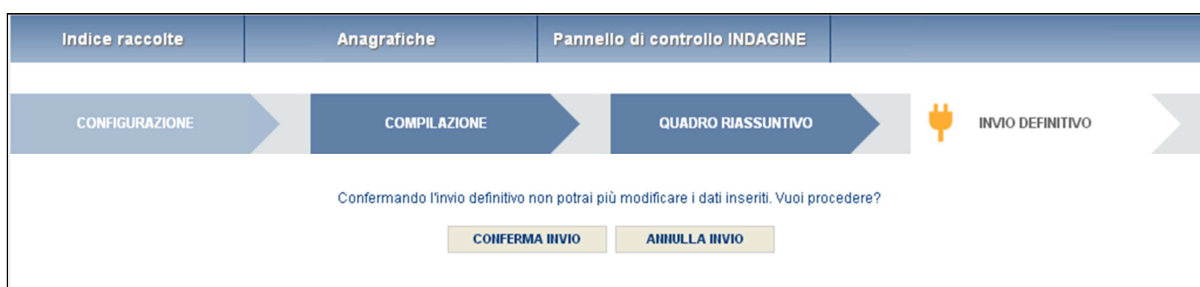 Indice raccolte Anagrafiche Pannello di controllo INDAGINE
CONFIGURAZIONE COMPILAZIONE QUADRO RIASSUNTIVO INVIO DEFINITIVO
Confermando l'invio definitivo non potrai più modificare i dati inseriti. Vuoi procedere?
CONFERMA INVIO ANNULLA INVIO